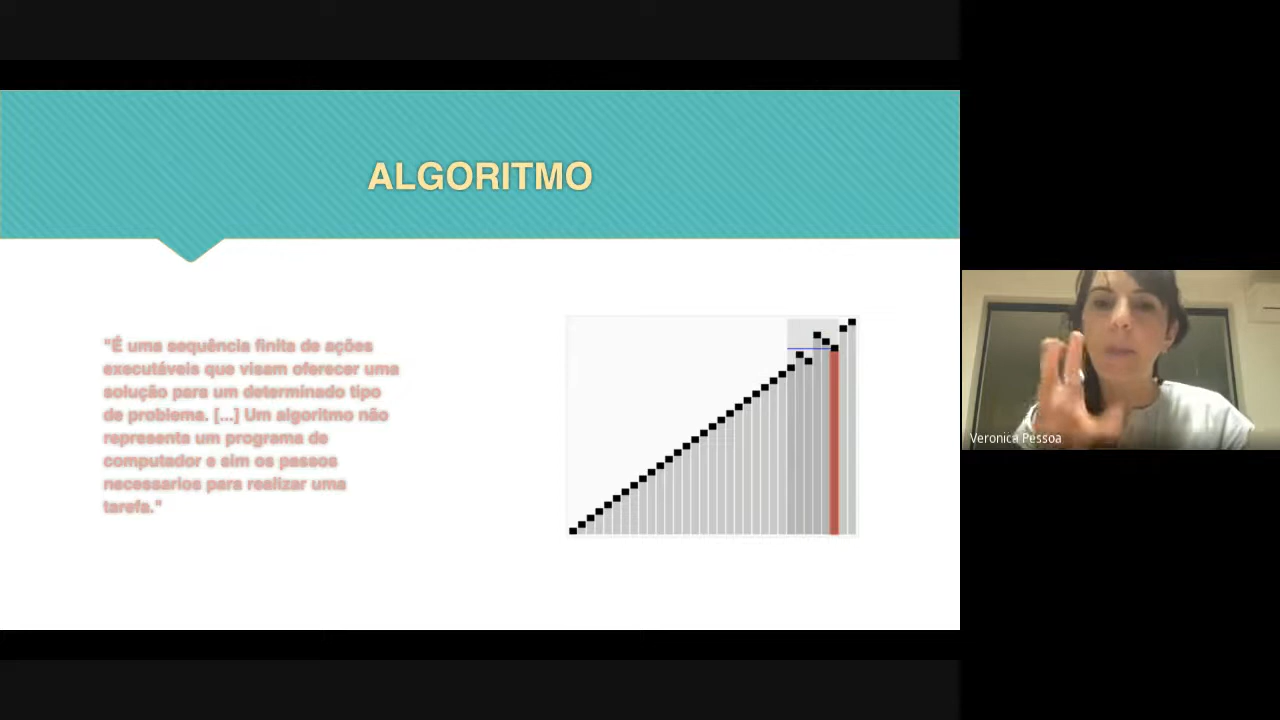 ALGORITMO
"É uma sequência finita de ações
executáveis que visam oferecer uma
solução para um determinado tipo
de problema. [...] Um algoritmo não
representa um programa de
computador e sim os passos
necessarios para realizar uma
tarefa."
Veronica Pessoa